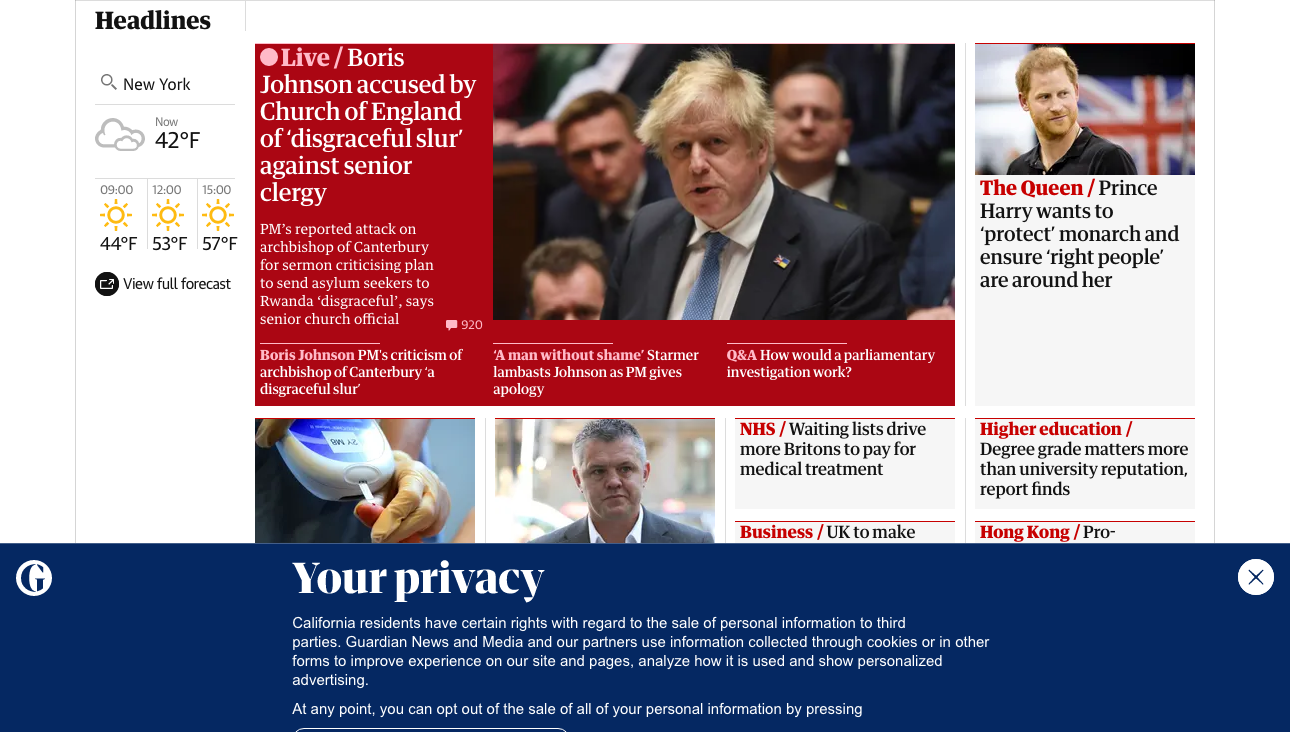 Headlines
New York
Now
42°F
09:00
12:00
15:00
44°F
53°F
57°F
View full forecast
Live / Boris
Johnson accused by
Church of England
of ‘disgraceful slur’
against senior
clergy
PM’s reported attack on
archbishop of Canterbury
for sermon criticising plan
to send asylum seekers to
Rwanda ‘disgraceful’, says
senior church official
920
Boris Johnson PM's criticism of
archbishop of Canterbury ‘a
disgraceful slur’
‘A man without shame’ Starmer
lambasts Johnson as PM gives
apology
Q&A How would a parliamentary
investigation work?
The Queen / Prince
Harry wants to
‘protect’ monarch and
ensure ‘right people’
are around her
NHS / Waiting lists drive
more Britons to pay for
medical treatment
Higher education /
Degree grade matters more
than university reputation,
report finds
Business / UK to make
Hong Kong / Pro-
Your privacy
California residents have certain rights with regard to the sale of personal information to third
parties. Guardian News and Media and our partners use information collected through cookies or in other
forms to improve experience on our site and pages, analyze how it is used and show personalized
advertising.
At any point, you can opt out of the sale of all of your personal information by pressing